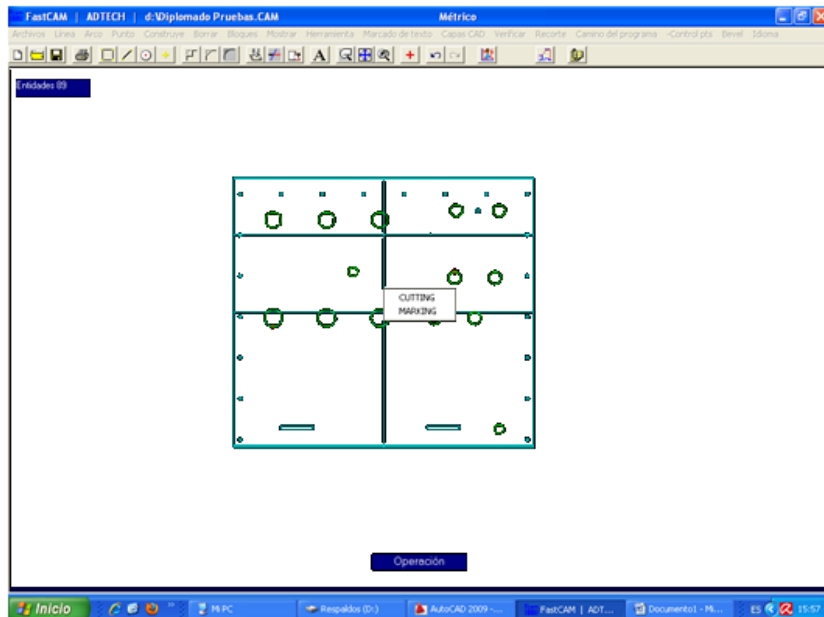 FastCAM | ADTECH | d:\Diplomado Pruebas.CAM Métrico
Archivos Línea Arco Punto Construye Borrar Bloques Mostrar Herramienta Marcado de texto Capas CAD Verificar Recorte Camino del programa -Control pts Bevel Idioma
A
Entidades 89
CUTTING
MARKING
Operación
Inicio
Mi PC
Respaldos (D:)
AutoCAD 2009 -...
FastCAM | ADT...
Documento1 - Mi...
ES
15:57